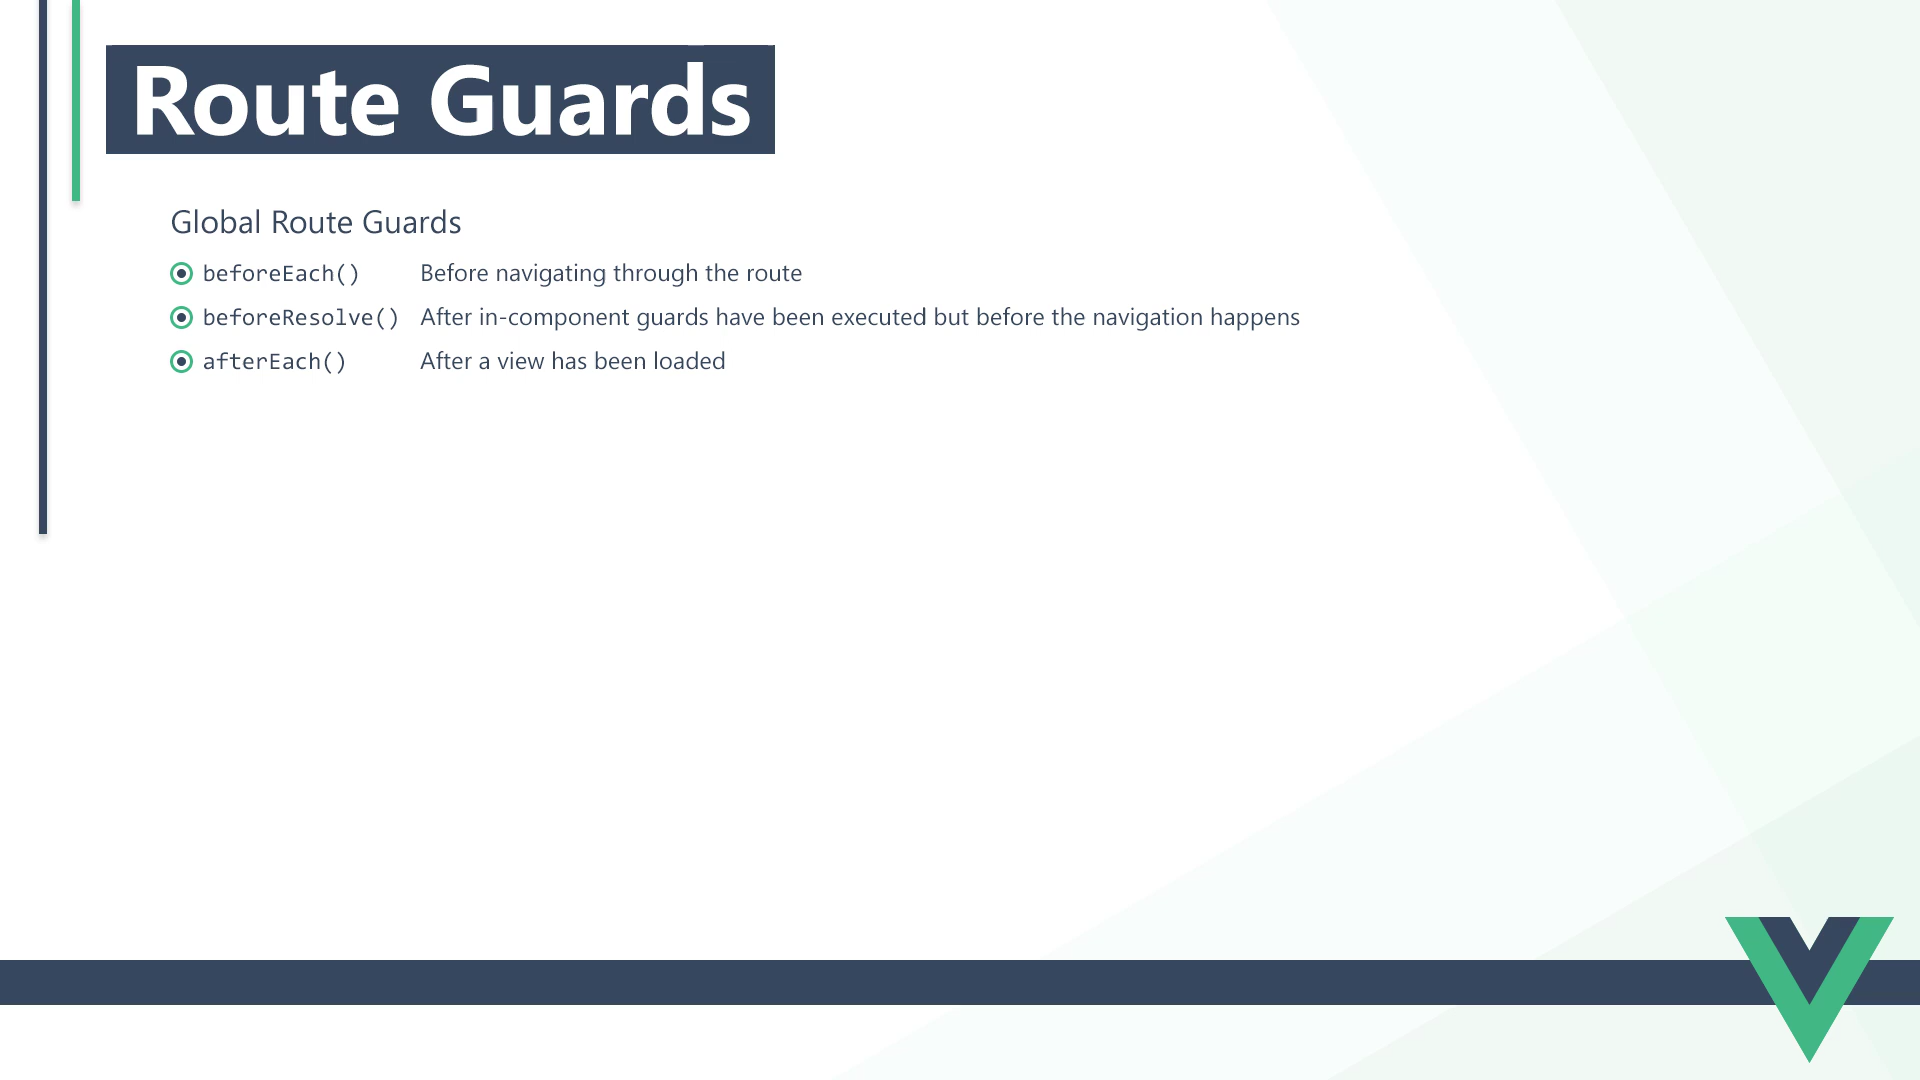 Route Guards
Global Route Guards
beforeEach() Before navigating through the route
beforeResolve() After in-component guards have been executed but before the navigation happens
afterEach() After a view has been loaded